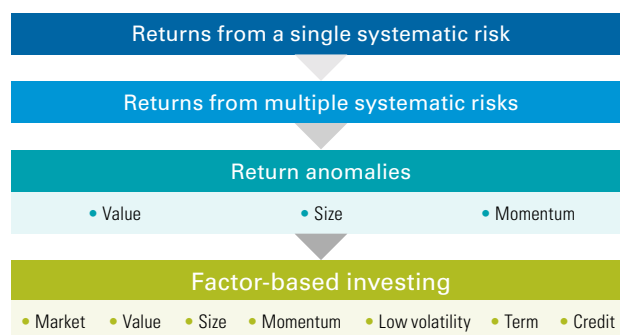 Returns from a single systematic risk
Returns from multiple systematic risks
Return anomalies
• Value • Size • Momentum
Factor-based investing
• Market • Value • Size • Momentum • Low volatility • Term • Credit